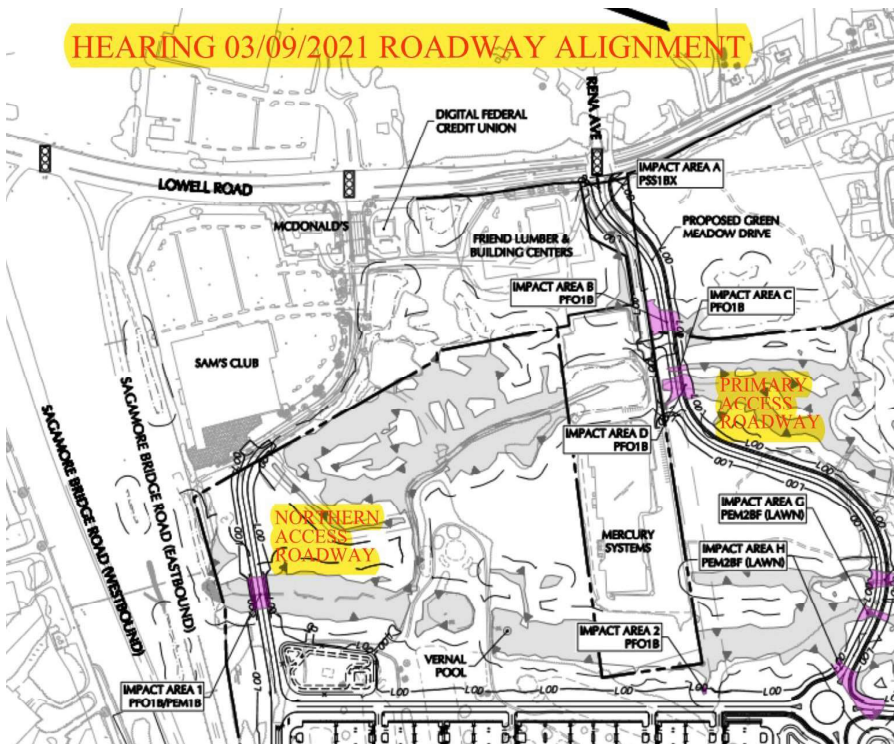 HEARING 03/09/2021 ROADWAY ALIGNMENT
RENA AVE
DIGITAL FEDERAL
CREDIT UNION
LOWELL ROAD
IMPACT AREA A
PSS1BX
MCDONALD'S
PROPOSED GREEN
MEADOW DRIVE
FRIEND LUMBER &
BUILDING CENTERS
IMPACT AREA B
PFO1B
IMPACT AREA C
PFO1B
SAM'S CLUB
PRIMARY
ACCESS
ROADWAY
SAGAMORE BRIDGE ROAD (WESTBOUND)
SAGAMORE BRIDGE ROAD (EASTBOUND)
IMPACT AREA D
PFO1B
NORTHERN
ACCESS
ROADWAY
IMPACT AREA G
PEM2BF (LAWN)
MERCURY
SYSTEMS
IMPACT AREA H
PEM2BF (LAWN)
IMPACT AREA 2
PFO1B
VERNAL
POOL
IMPACT AREA 1
PFO1B/PEM1B